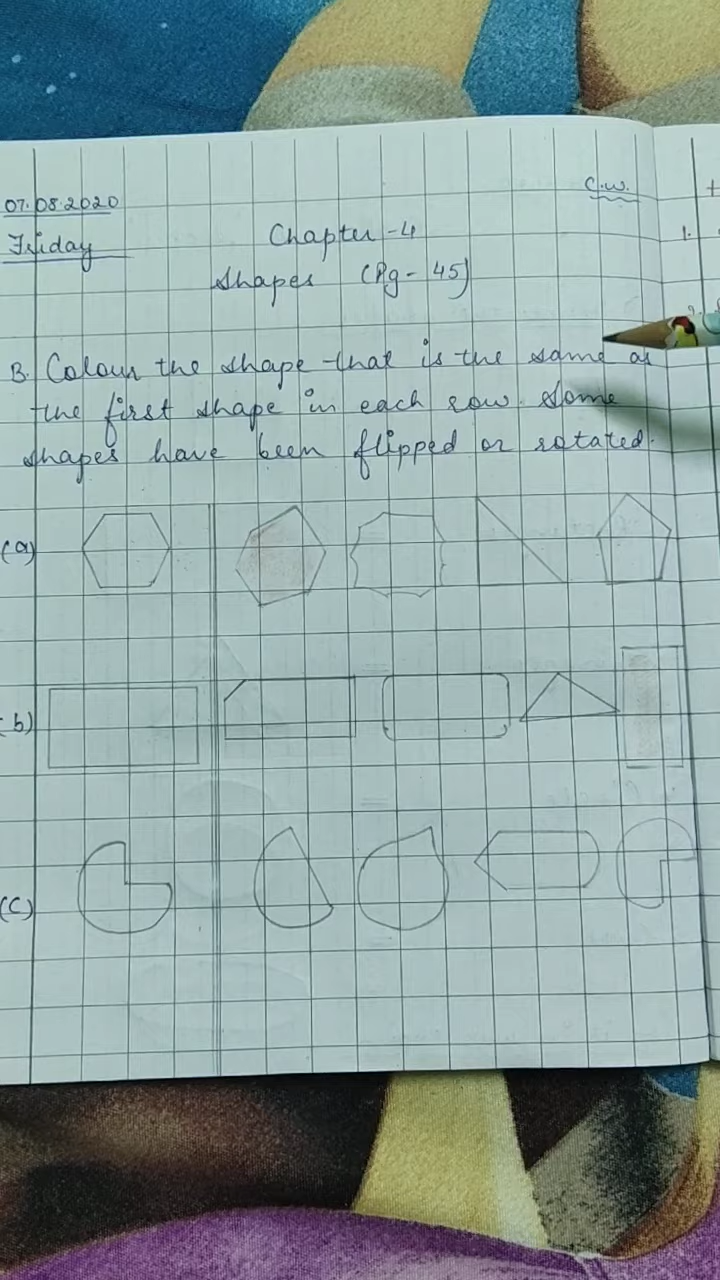 C.W.
07.08.2020
Friday
Chapter-4
Shapes (Pg-45)
B. Colour the shape that is the same as
the first shape in each row. Some
shapes have been flipped or rotated.
(a)
(b)
(c)
1.